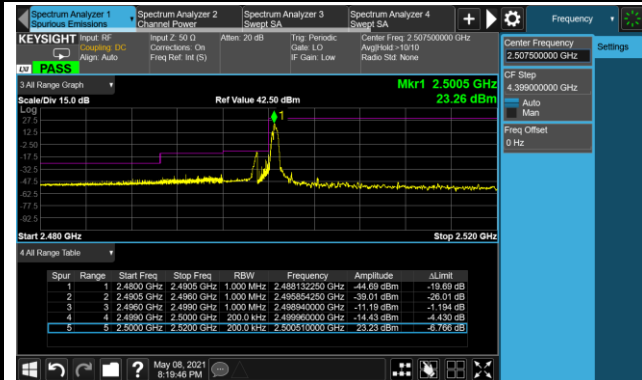 Spectrum Analyzer 1
Spurious Emissions
Spectrum Analyzer 2
Channel Power
Spectrum Analyzer 3
Swept SA
Spectrum Analyzer 4
Swept SA
Frequency
KEYSIGHT
Input: RF
Coupling: DC
Align: Auto
Input Z: 50 Ω
Corrections: On
Freq Ref: Int (S)
Atten: 20 dB
Trig: Periodic
Gate: LO
IF Gain: Low
Center Freq: 2.507500000 GHz
Avg|Hold:>10/10
Radio Std: None
LXI
PASS
Center Frequency
2.507500000 GHz
Settings
CF Step
4.399000000 GHz
Auto
Man
Freq Offset
0 Hz
3 All Range Graph
Mkr1 2.5005 GHz
Scale/Div 15.0 dB
Ref Value 42.50 dBm
23.26 dBm
Log
27.5
12.5
-2.50
-17.5
-32.5
-47.5
-62.5
-77.5
-92.5
1
Start 2.480 GHz
Stop 2.520 GHz
4 All Range Table
Spur Range Start Freq Stop Freq RBW Frequency Amplitude ΔLimit
1 1 2.4800 GHz 2.4905 GHz 1.000 MHz 2.488132250 GHz -44.69 dBm -19.69 dB
2 2 2.4905 GHz 2.4960 GHz 1.000 MHz 2.495854250 GHz -39.01 dBm -26.01 dB
3 3 2.4960 GHz 2.4990 GHz 1.000 MHz 2.498940000 GHz -11.19 dBm -1.194 dB
4 4 2.4990 GHz 2.5000 GHz 200.0 kHz 2.499960000 GHz -14.43 dBm -4.430 dB
5 5 2.5000 GHz 2.5200 GHz 200.0 kHz 2.500510000 GHz 23.23 dBm -6.766 dB
?
May 08, 2021
8:19:46 PM